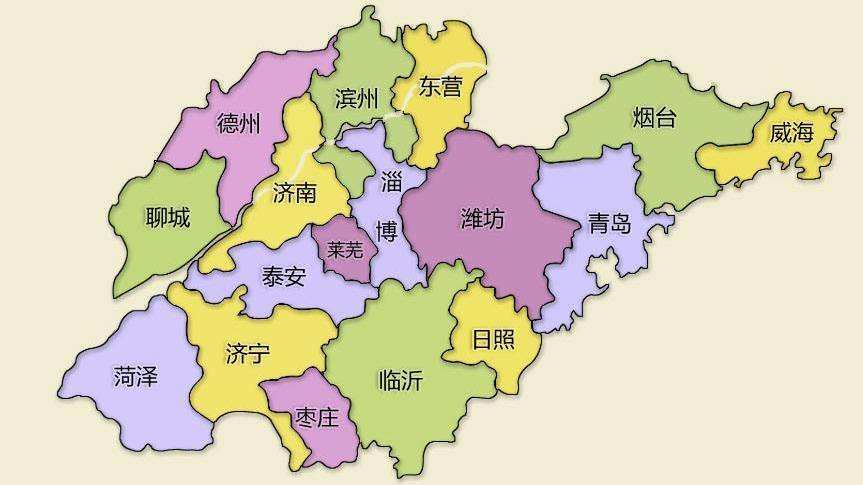 滨州
东营
德州
烟台
威海
淄
博
济南
聊城
潍坊
青岛
莱芜
泰安
日照
济宁
菏泽
临沂
枣庄